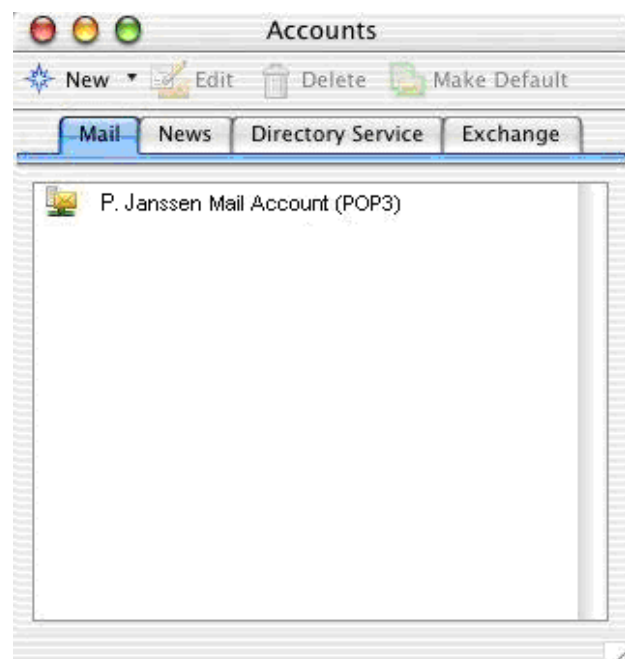 Accounts
New Edit Delete Make Default
Mail News Directory Service Exchange
P. Janssen Mail Account (POP3)